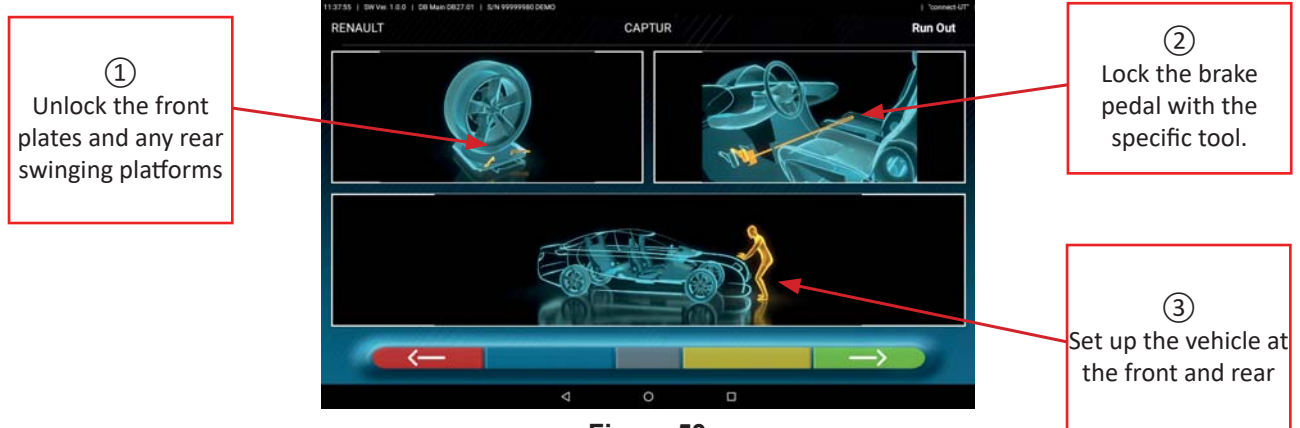 11:37:55 | SW Ver. 1.0.0 | DB Main DB27.01 | S/N 99999980 DEMO | "connect-UT"
RENAULT CAPTUR Run Out
①
Unlock the front
plates and any rear
swinging platforms
②
Lock the brake
pedal with the
specific tool.
③
Set up the vehicle at
the front and rear